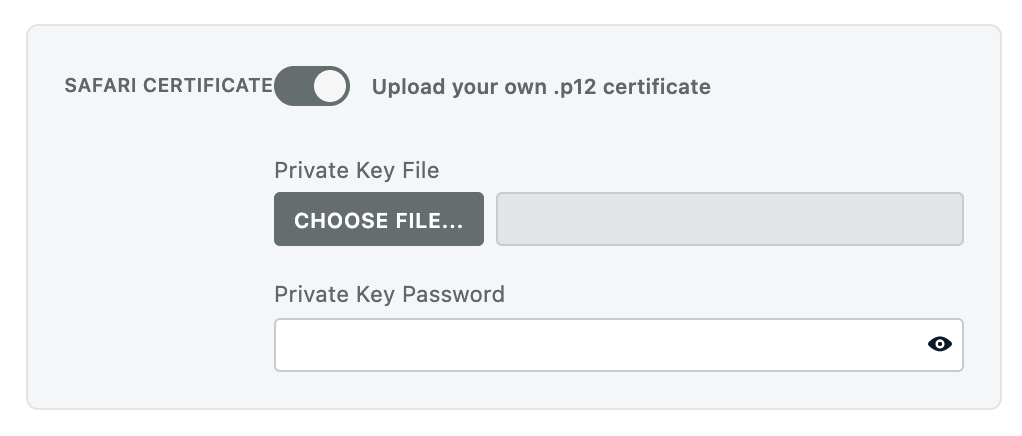 SAFARI CERTIFICATE Upload your own .p12 certificate
Private Key File
CHOOSE FILE...
Private Key Password